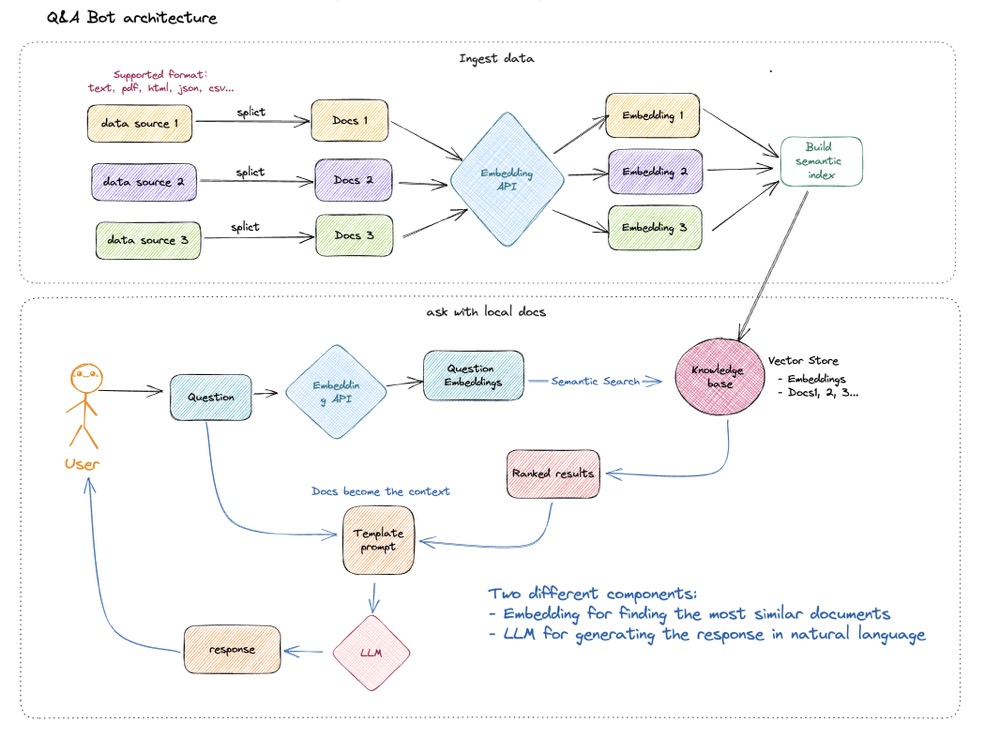 Q&A Bot architecture
Ingest data
Supported format:
text, pdf, html, json, csv...
data source 1
splict
Docs 1
data source 2
splict
Docs 2
data source 3
splict
Docs 3
Embedding
API
Embedding 1
Embedding 2
Embedding 3
Build
semantic
index
ask with local docs
User
Question
Embeddin
g API
Question
Embeddings
Semantic Search
Knowledge
base
Vector Store
- Embeddings
- Docs1, 2, 3...
Ranked results
Docs become the context
Template
prompt
LLM
response
Two different components:
- Embedding for finding the most similar documents
- LLM for generating the response in natural language